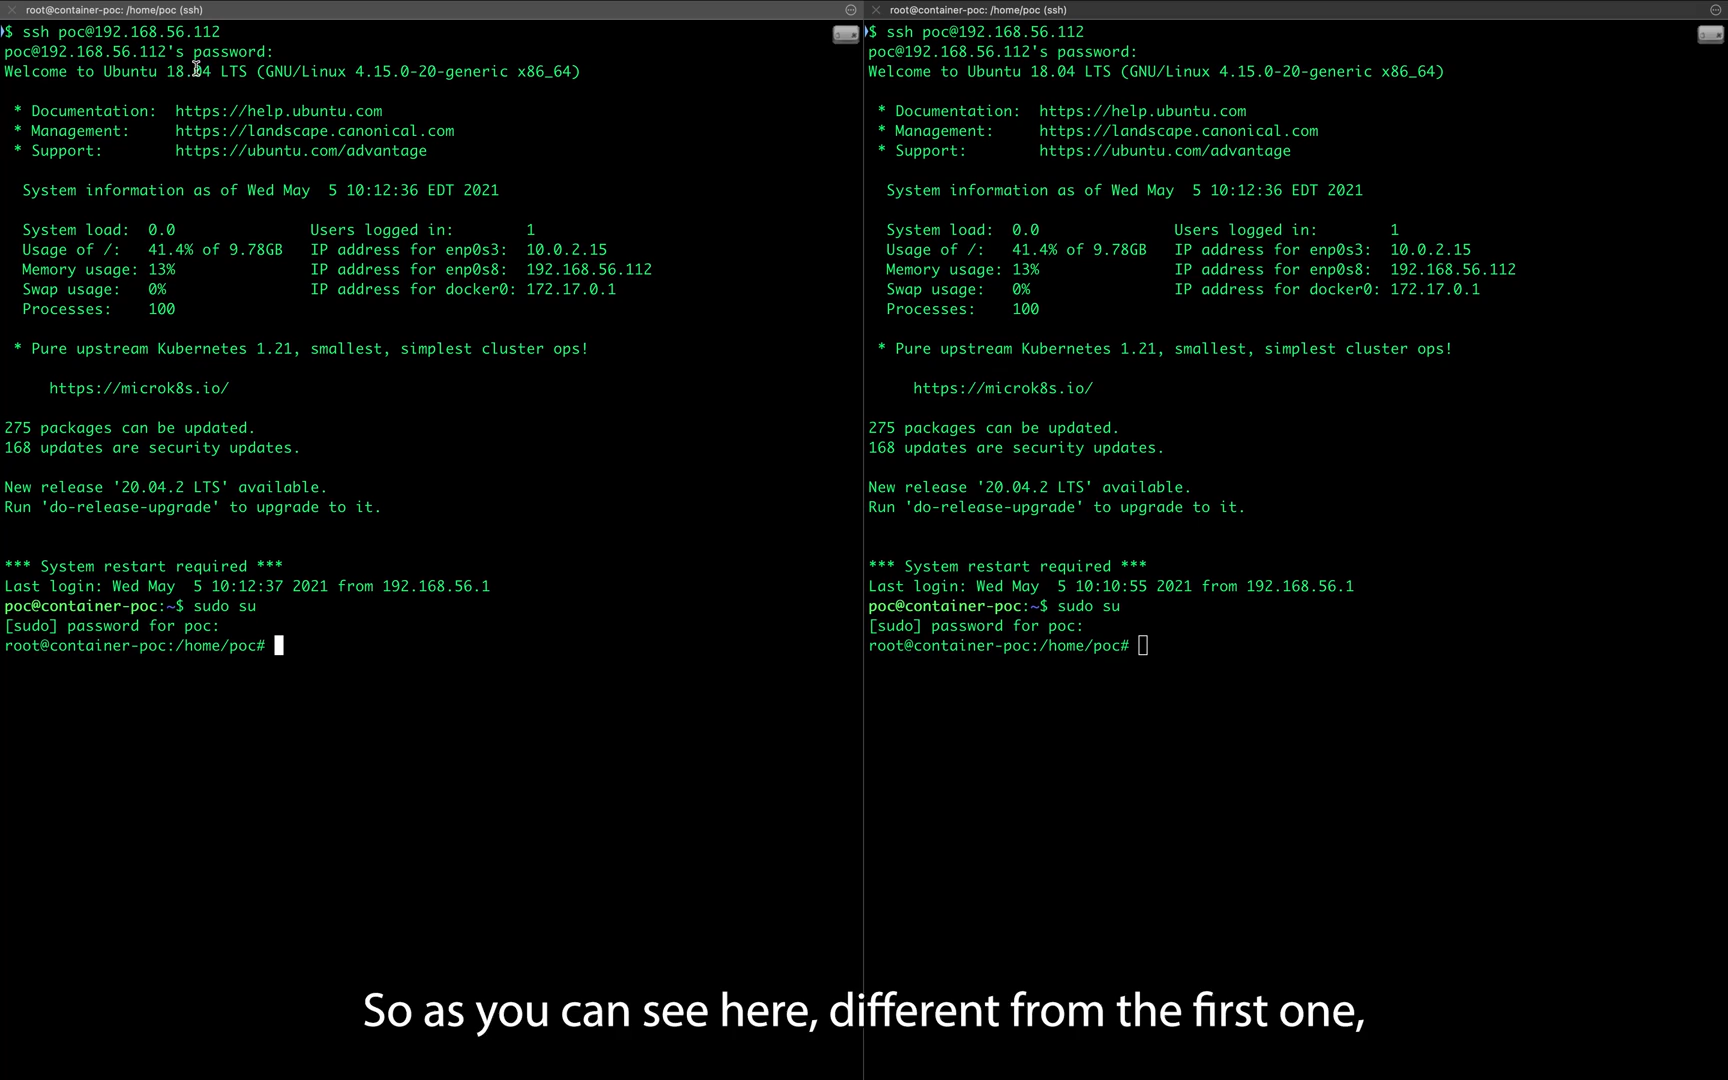 root@container-poc: /home/poc (ssh)
$ ssh poc@192.168.56.112
poc@192.168.56.112's password:
Welcome to Ubuntu 18.04 LTS (GNU/Linux 4.15.0-20-generic x86_64)
* Documentation:  https://help.ubuntu.com
* Management:     https://landscape.canonical.com
* Support:        https://ubuntu.com/advantage
System information as of Wed May  5 10:12:36 EDT 2021
System load:  0.0               Users logged in:        1
Usage of /:   41.4% of 9.78GB   IP address for enp0s3:  10.0.2.15
Memory usage: 13%               IP address for enp0s8:  192.168.56.112
Swap usage:   0%                IP address for docker0: 172.17.0.1
Processes:    100
* Pure upstream Kubernetes 1.21, smallest, simplest cluster ops!
https://microk8s.io/
275 packages can be updated.
168 updates are security updates.
New release '20.04.2 LTS' available.
Run 'do-release-upgrade' to upgrade to it.
*** System restart required ***
Last login: Wed May  5 10:12:37 2021 from 192.168.56.1
poc@container-poc:~$ sudo su
[sudo] password for poc:
root@container-poc:/home/poc#
root@container-poc: /home/poc (ssh)
$ ssh poc@192.168.56.112
poc@192.168.56.112's password:
Welcome to Ubuntu 18.04 LTS (GNU/Linux 4.15.0-20-generic x86_64)
* Documentation:  https://help.ubuntu.com
* Management:     https://landscape.canonical.com
* Support:        https://ubuntu.com/advantage
System information as of Wed May  5 10:12:36 EDT 2021
System load:  0.0               Users logged in:        1
Usage of /:   41.4% of 9.78GB   IP address for enp0s3:  10.0.2.15
Memory usage: 13%               IP address for enp0s8:  192.168.56.112
Swap usage:   0%                IP address for docker0: 172.17.0.1
Processes:    100
* Pure upstream Kubernetes 1.21, smallest, simplest cluster ops!
https://microk8s.io/
275 packages can be updated.
168 updates are security updates.
New release '20.04.2 LTS' available.
Run 'do-release-upgrade' to upgrade to it.
*** System restart required ***
Last login: Wed May  5 10:10:55 2021 from 192.168.56.1
poc@container-poc:~$ sudo su
[sudo] password for poc:
root@container-poc:/home/poc#
So as you can see here, different from the first one,